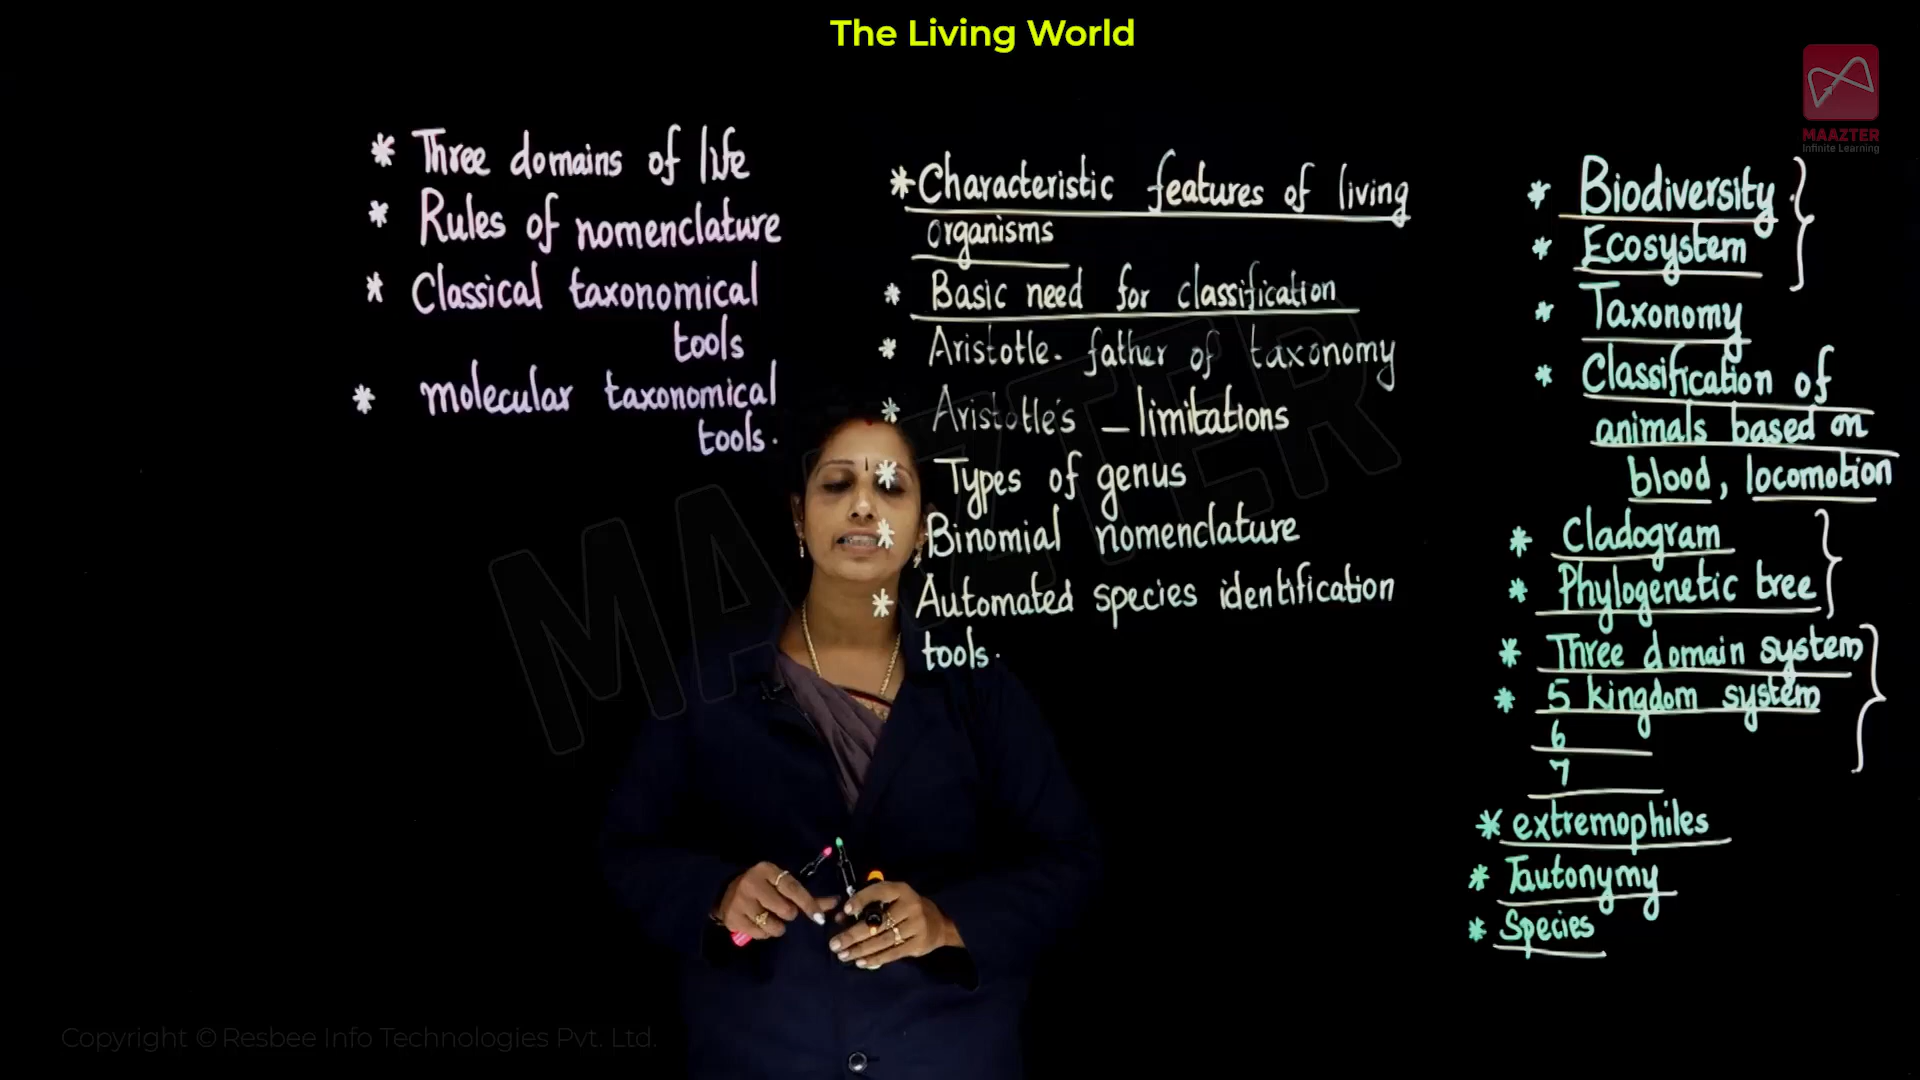 The Living World
MAAZTER
Infinite Learning
* Three domains of life
* Rules of nomenclature
* Classical taxonomical
tools
* molecular taxonomical
tools.
* Characteristic features of living
organisms
* Basic need for classification
* Aristotle. father of taxonomy
* Aristotle's _ limitations
* Types of genus
* Binomial nomenclature
* Automated species identification
tools.
* Biodiversity
* Ecosystem
* Taxonomy
* Classification of
animals based on
blood, locomotion
* Cladogram
* Phylogenetic tree
* Three domain system
* 5 kingdom system
6
7
* extremophiles
* Tautonymy
* Species
MAAZTER
Copyright © Resbee Info Technologies Pvt. Ltd.